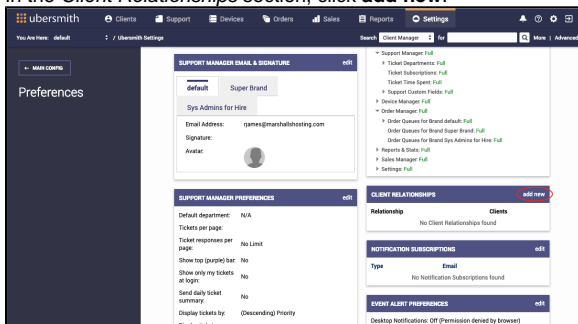 In the Client Relationships section, click add new.
ubersmith
Clients
Support
Devices
Orders
Sales
Reports
Settings
You Are Here: default / Ubersmith Settings
Search Client Manager for
More | Advanced
← MAIN CONFIG
Preferences
SUPPORT MANAGER EMAIL & SIGNATURE edit
default Super Brand
Sys Admins for Hire
Email Address: rjames@marshallshosting.com
Signature:
Avatar:
SUPPORT MANAGER PREFERENCES edit
Default department: N/A
Tickets per page:
Ticket responses per page: No Limit
Show top (purple) bar: No
Show only my tickets at login: No
Send daily ticket summary: No
Display tickets by: (Descending) Priority
Support Manager: Full
Ticket Departments: Full
Ticket Subscriptions: Full
Ticket Time Spent: Full
Support Custom Fields: Full
Device Manager: Full
Order Manager: Full
Order Queues for Brand default: Full
Order Queues for Brand Super Brand: Full
Order Queues for Brand Sys Admins for Hire: Full
Reports & Stats: Full
Sales Manager: Full
Settings: Full
CLIENT RELATIONSHIPS add new
Relationship Clients
No Client Relationships found
NOTIFICATION SUBSCRIPTIONS edit
Type Email
No Notification Subscriptions found
EVENT ALERT PREFERENCES edit
Desktop Notifications: Off (Permission denied by browser)